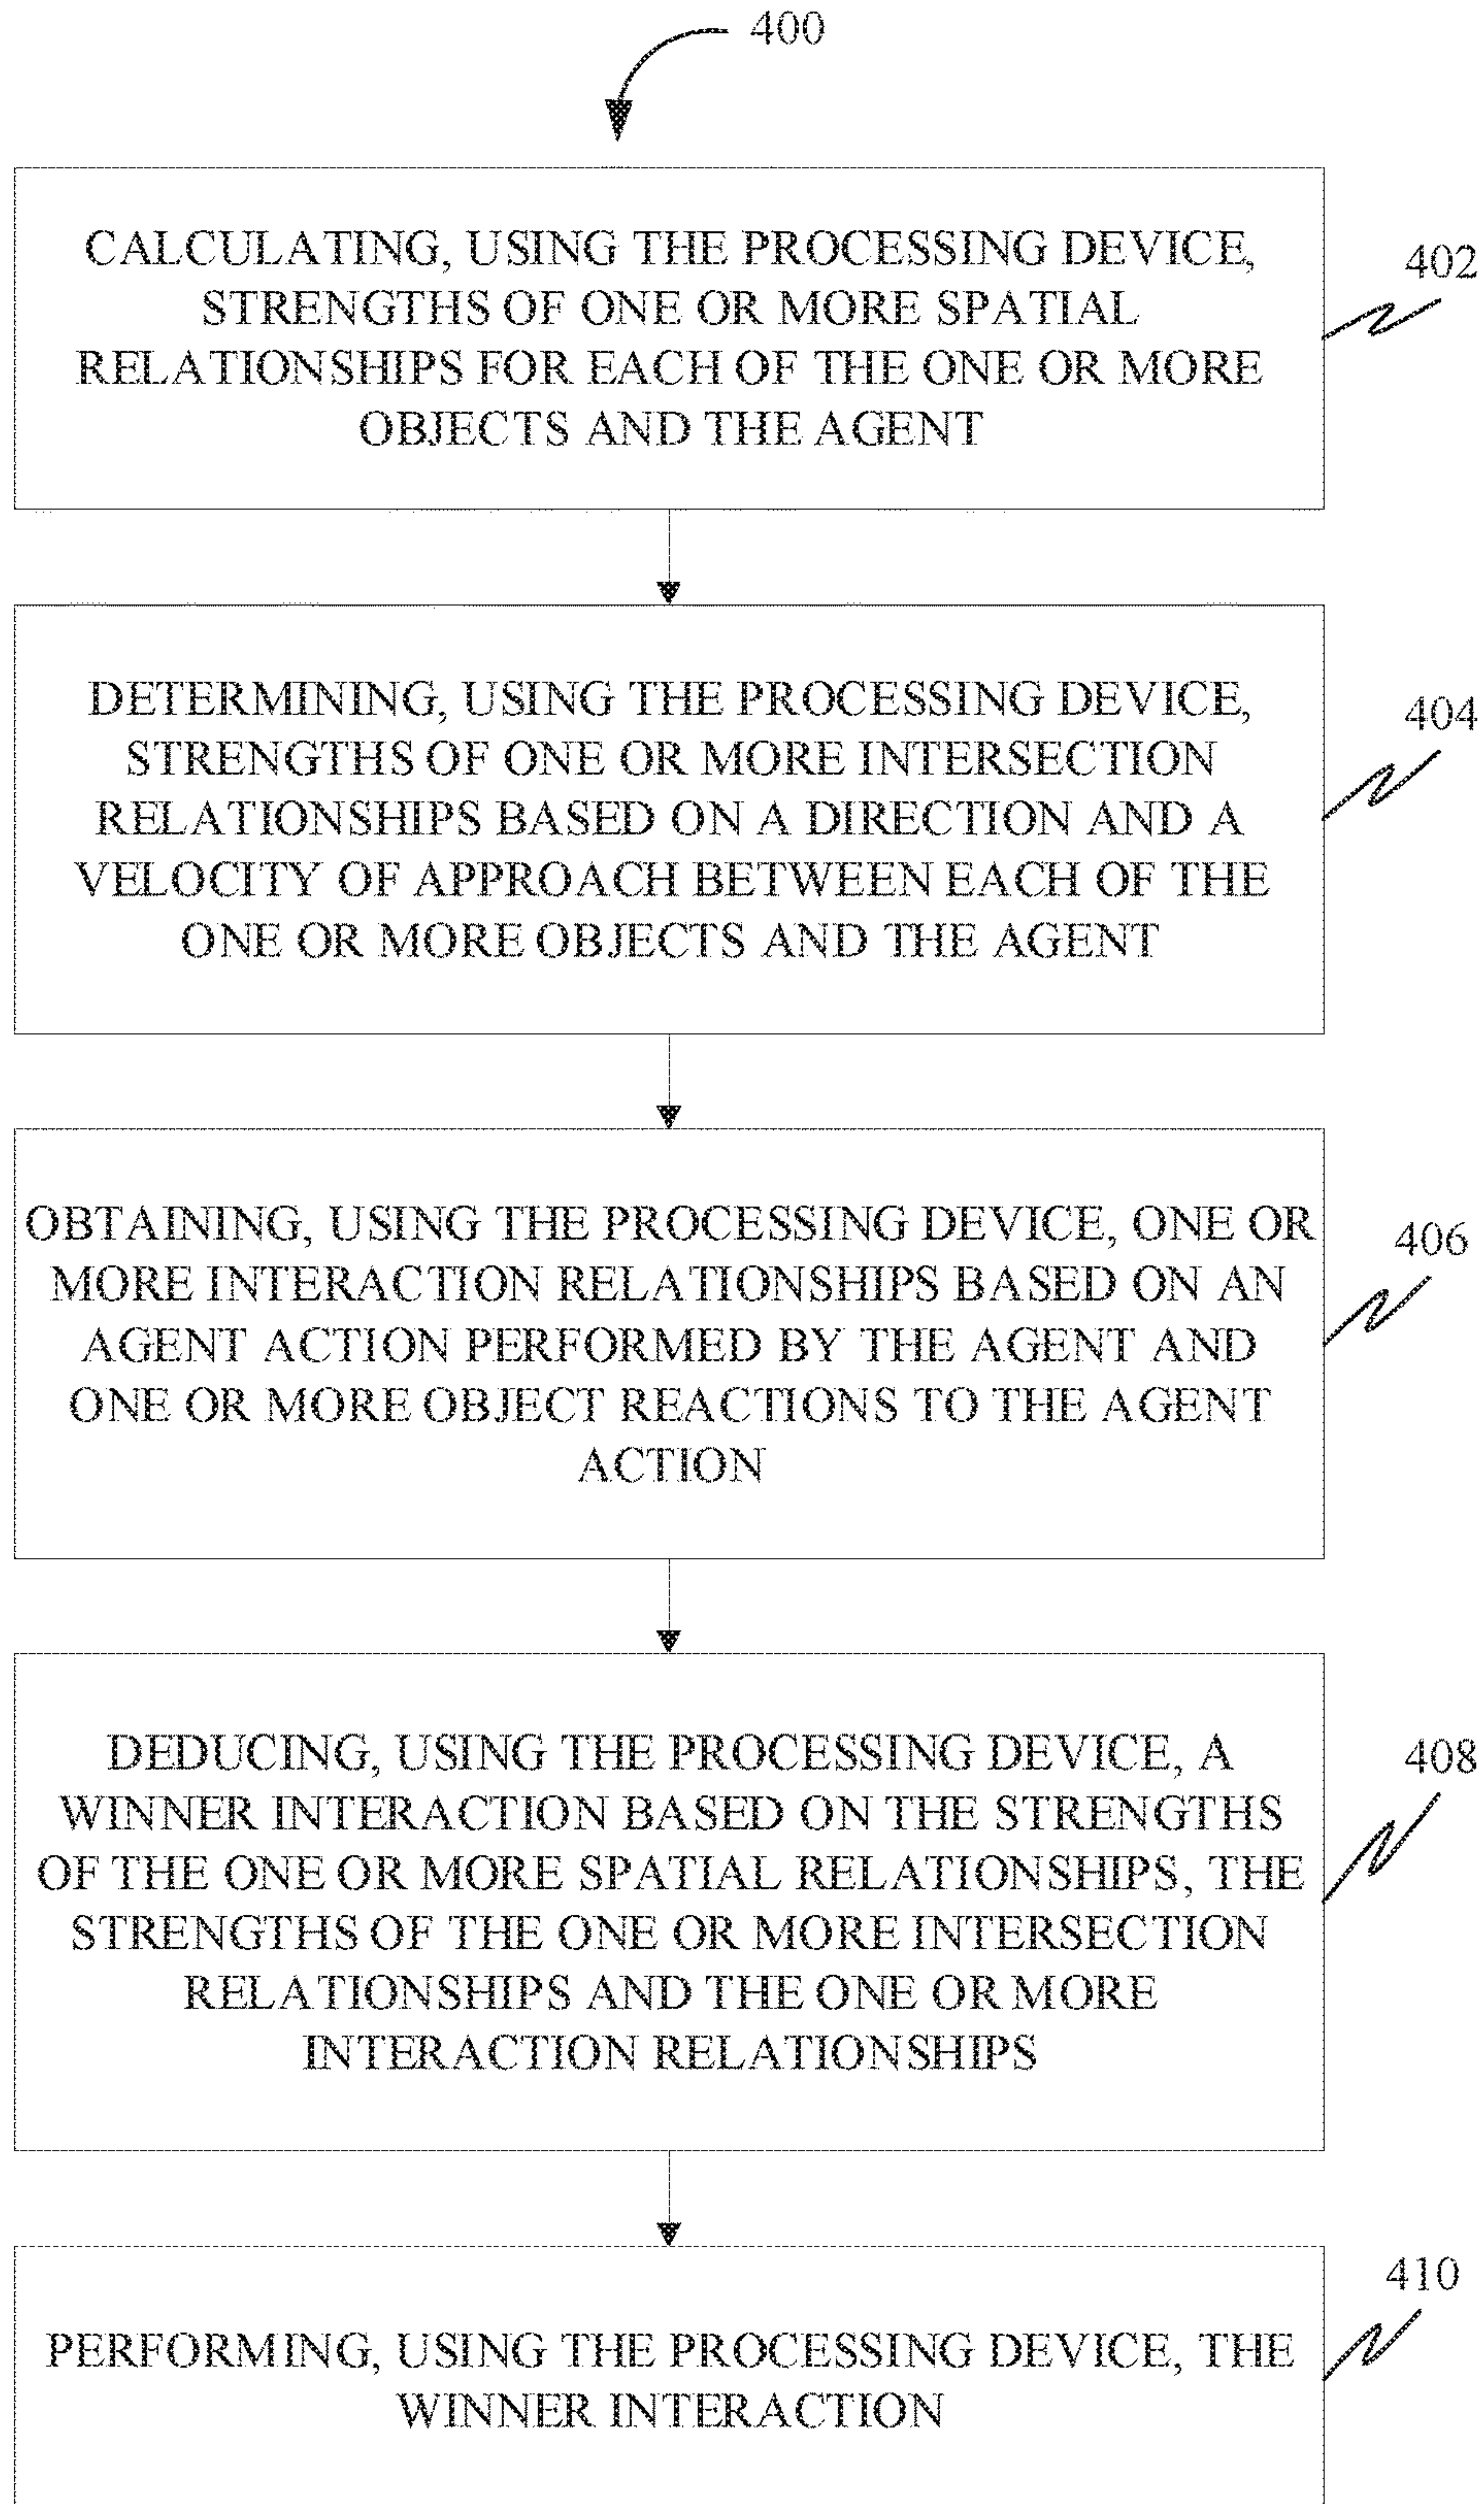 400
CALCULATING, USING THE PROCESSING DEVICE,
STRENGTHS OF ONE OR MORE SPATIAL
RELATIONSHIPS FOR EACH OF THE ONE OR MORE
OBJECTS AND THE AGENT
402
DETERMINING, USING THE PROCESSING DEVICE,
STRENGTHS OF ONE OR MORE INTERSECTION
RELATIONSHIPS BASED ON A DIRECTION AND A
VELOCITY OF APPROACH BETWEEN EACH OF THE
ONE OR MORE OBJECTS AND THE AGENT
404
OBTAINING, USING THE PROCESSING DEVICE, ONE OR
MORE INTERACTION RELATIONSHIPS BASED ON AN
AGENT ACTION PERFORMED BY THE AGENT AND
ONE OR MORE OBJECT REACTIONS TO THE AGENT
ACTION
406
DEDUCING, USING THE PROCESSING DEVICE, A
WINNER INTERACTION BASED ON THE STRENGTHS
OF THE ONE OR MORE SPATIAL RELATIONSHIPS, THE
STRENGTHS OF THE ONE OR MORE INTERSECTION
RELATIONSHIPS AND THE ONE OR MORE
INTERACTION RELATIONSHIPS
408
PERFORMING, USING THE PROCESSING DEVICE, THE
WINNER INTERACTION
410